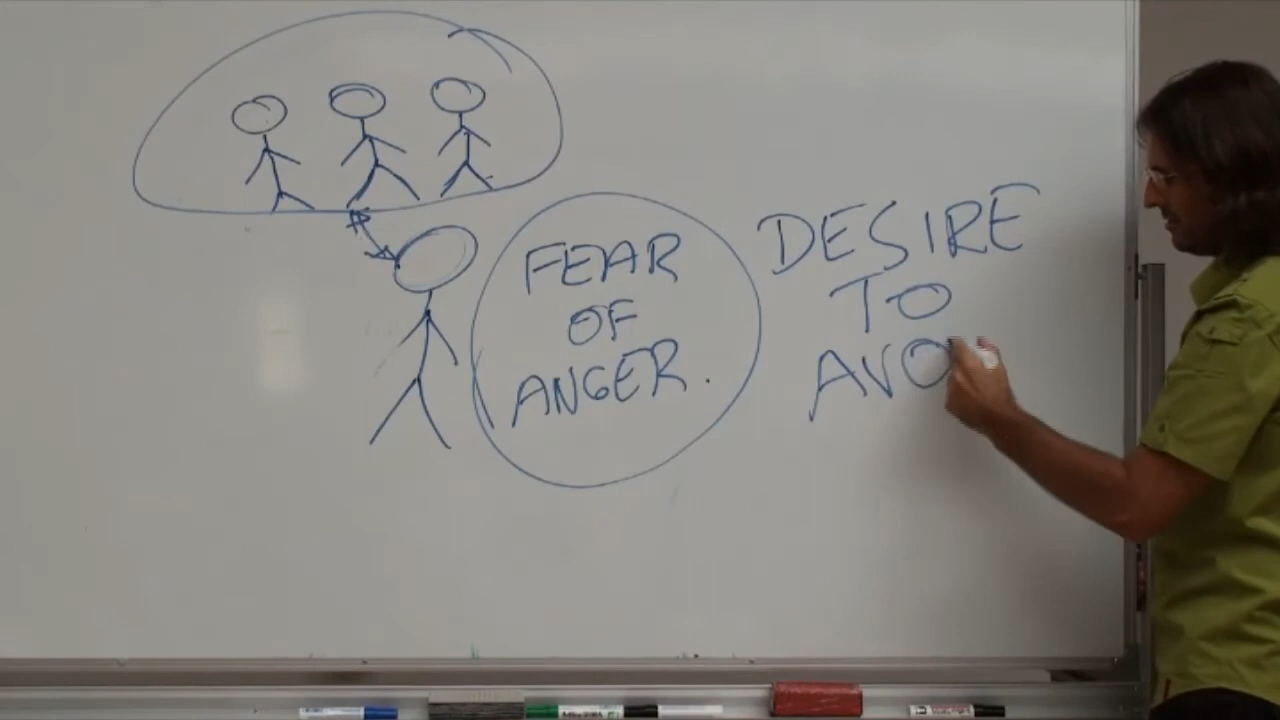 FEAR
OF
ANGER.
DESIRE
TO
AVO